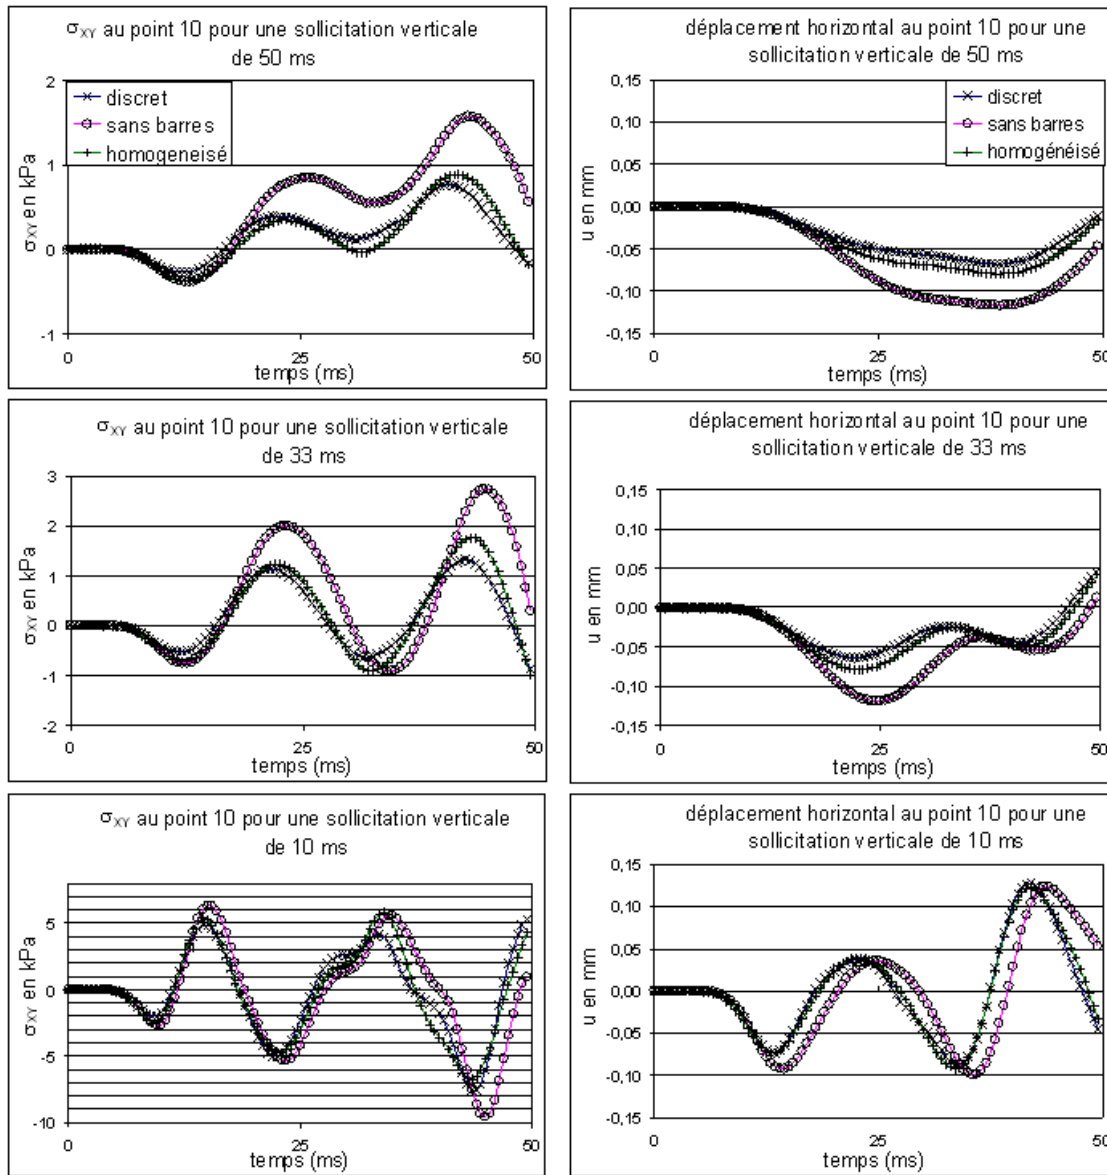 σXY au point 10 pour une sollicitation verticale
de 50 ms
2
1
0
-1
σXY en kPa
discret
sans barres
homogeneisé
0
25
50
temps (ms)
déplacement horizontal au point 10 pour une
sollicitation verticale de 50 ms
0,15
0,10
0,05
0,00
-0,05
-0,10
-0,15
u en mm
discret
sans barres
homogénéisé
0
25
50
temps (ms)
σXY au point 10 pour une sollicitation verticale
de 33 ms
3
2
1
0
-1
-2
σXY en kPa
0
25
50
temps (ms)
déplacement horizontal au point 10 pour une
sollicitation verticale de 33 ms
0,15
0,10
0,05
0,00
-0,05
-0,10
-0,15
u en mm
0
25
50
temps (ms)
σXY au point 10 pour une sollicitation verticale
de 10 ms
5
0
-5
-10
σXY en kPa
0
25
50
temps (ms)
déplacement horizontal au point 10 pour une
sollicitation verticale de 10 ms
0,15
0,10
0,05
0,00
-0,05
-0,10
-0,15
u en mm
0
25
50
temps (ms)